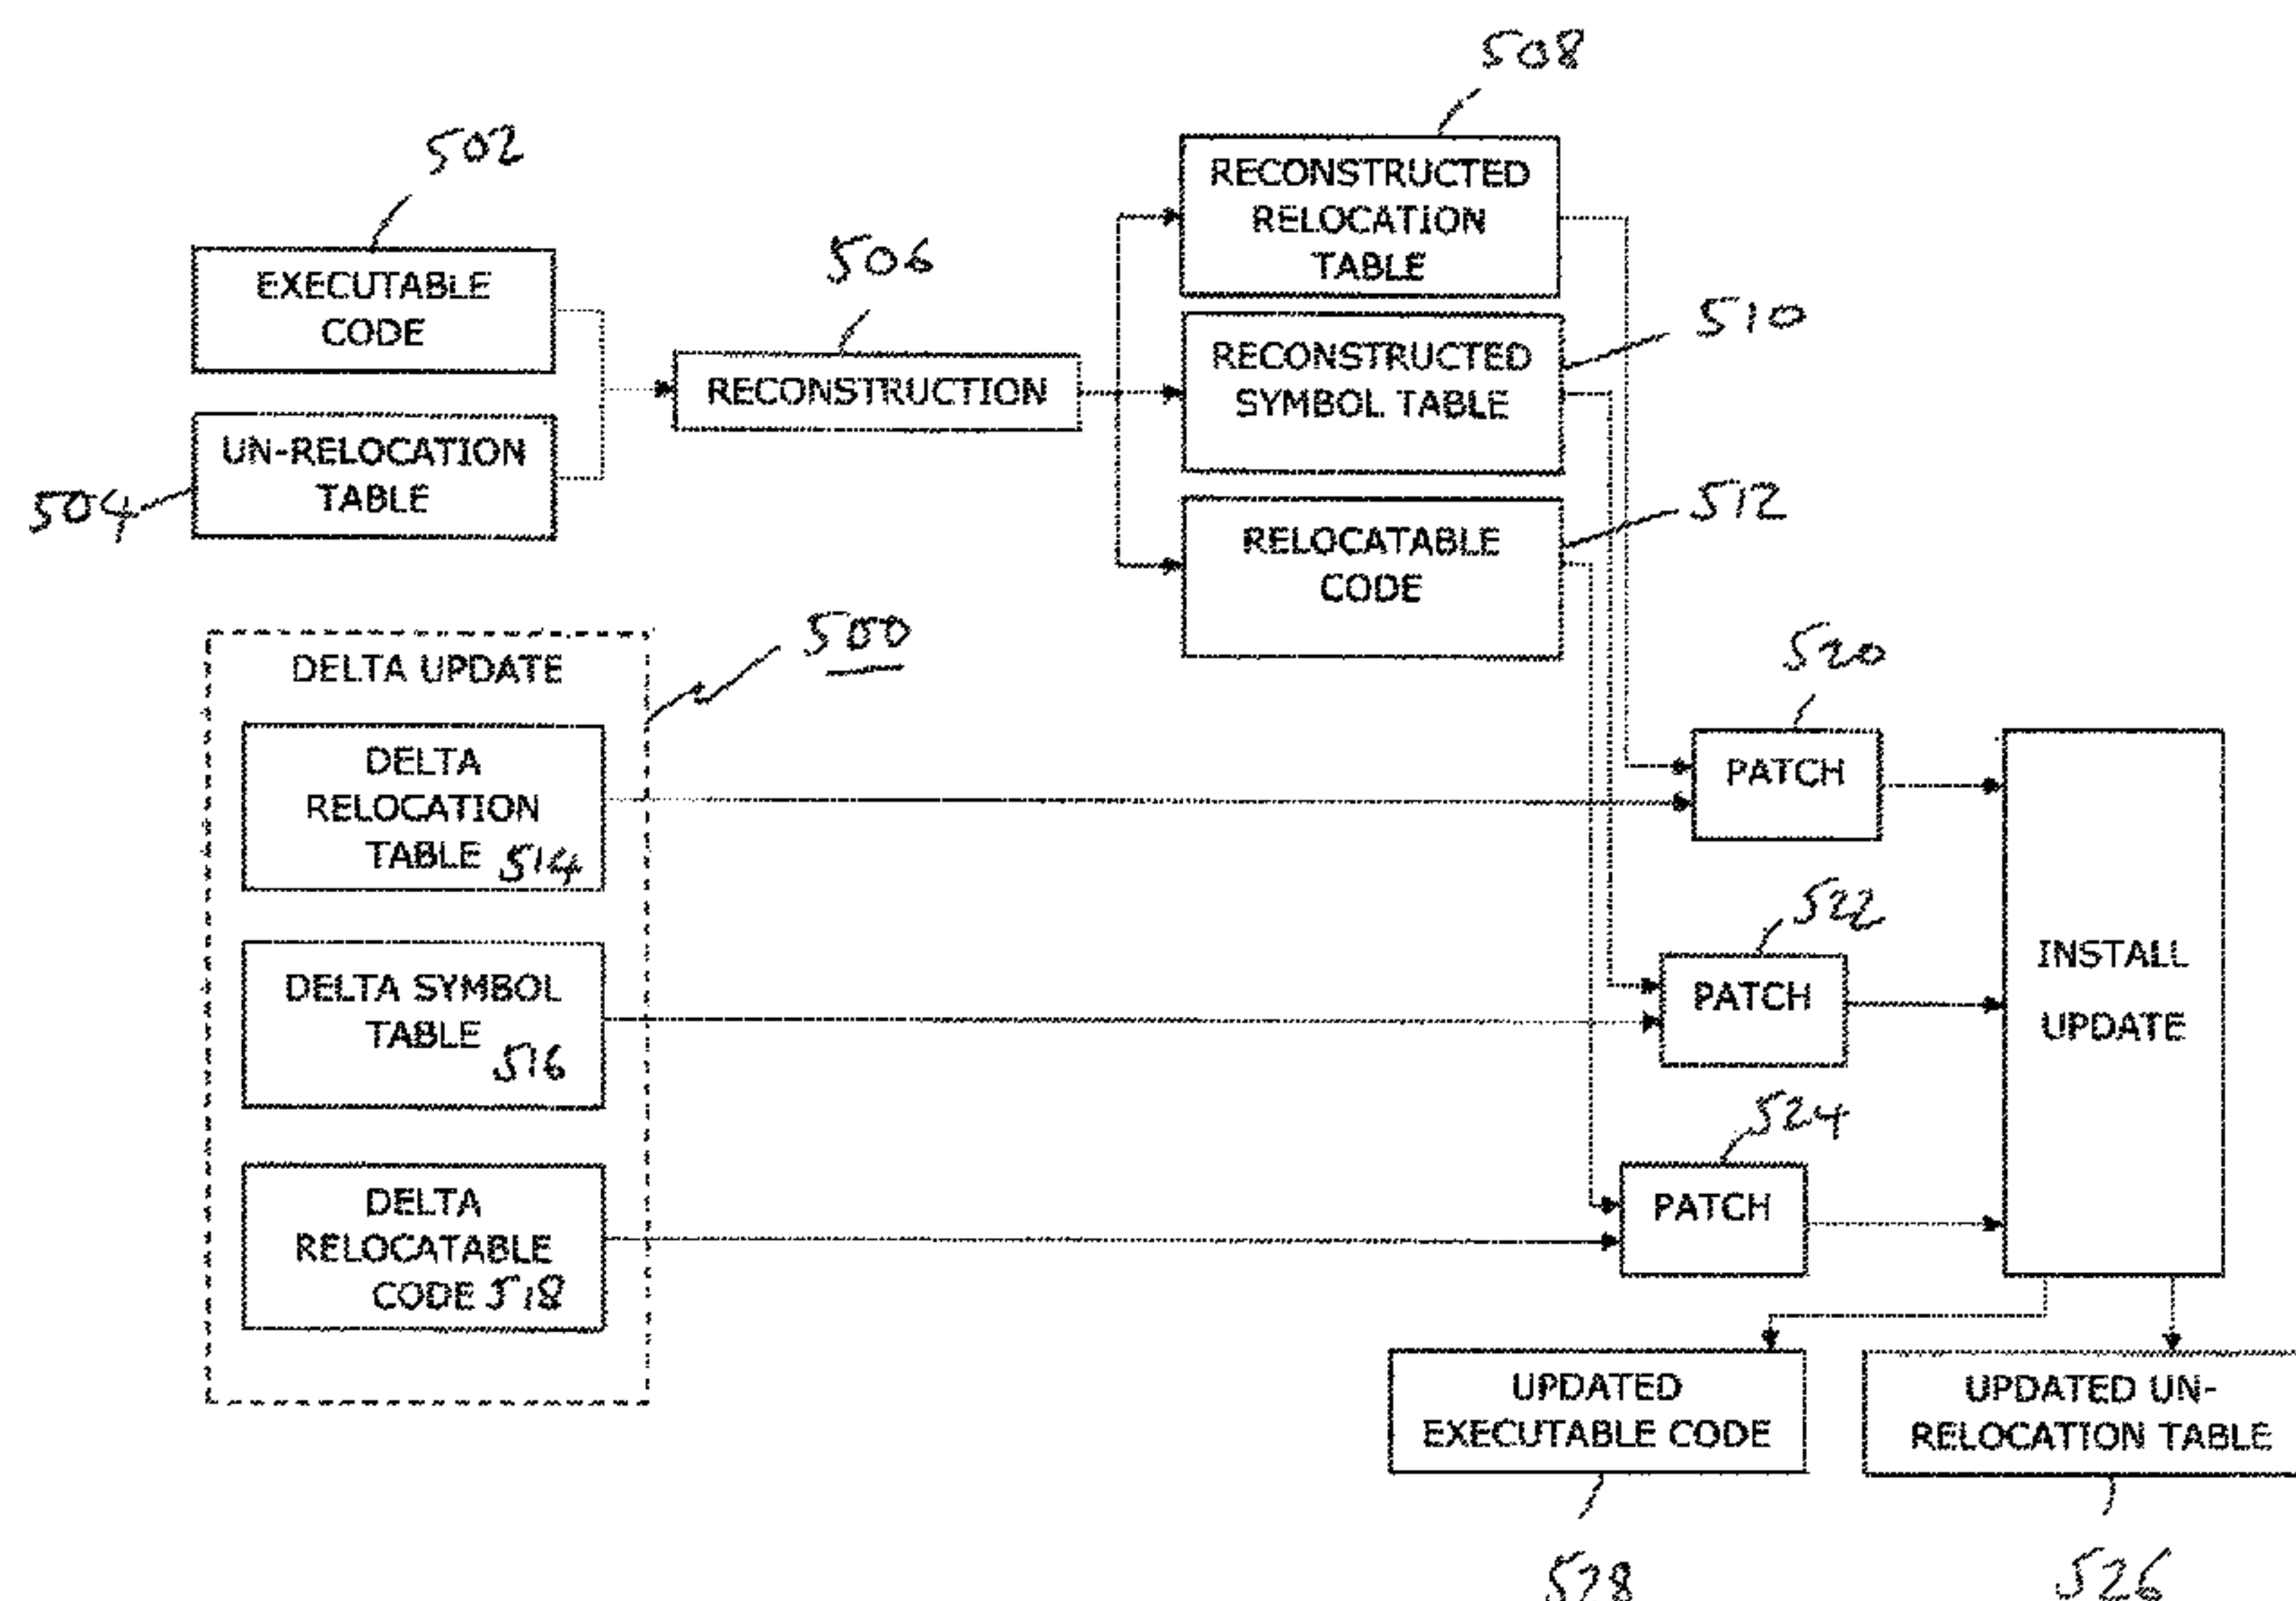 508
502
RECONSTRUCTED
RELOCATION
TABLE
506
EXECUTABLE
CODE
510
RECONSTRUCTED
SYMBOL TABLE
RECONSTRUCTION
UN-RELOCATION
TABLE
504
512
RELOCATABLE
CODE
500
DELTA UPDATE
520
DELTA
RELOCATION
TABLE 514
PATCH
522
PATCH
INSTALL
UPDATE
DELTA SYMBOL
TABLE
516
524
PATCH
DELTA
RELOCATABLE
CODE 518
UPDATED
EXECUTABLE CODE
UPDATED UN-
RELOCATION TABLE
528
526